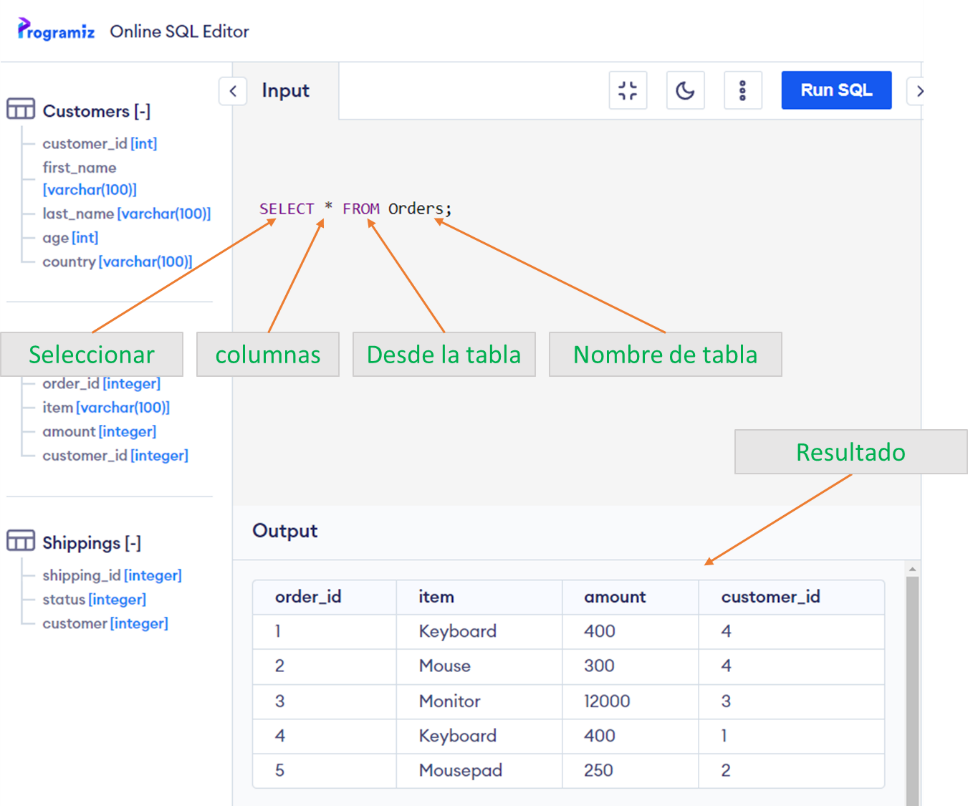 Programiz Online SQL Editor
Input
Run SQL
Customers [-]
customer_id [int]
first_name
[varchar(100)]
last_name [varchar(100)]
age [int]
country [varchar(100)]
SELECT * FROM Orders;
Seleccionar
columnas
Desde la tabla
Nombre de tabla
order_id [integer]
item [varchar(100)]
amount [integer]
customer_id [integer]
Resultado
Shippings [-]
shipping_id [integer]
status [integer]
customer [integer]
Output
order_id item amount customer_id
1 Keyboard 400 4
2 Mouse 300 4
3 Monitor 12000 3
4 Keyboard 400 1
5 Mousepad 250 2